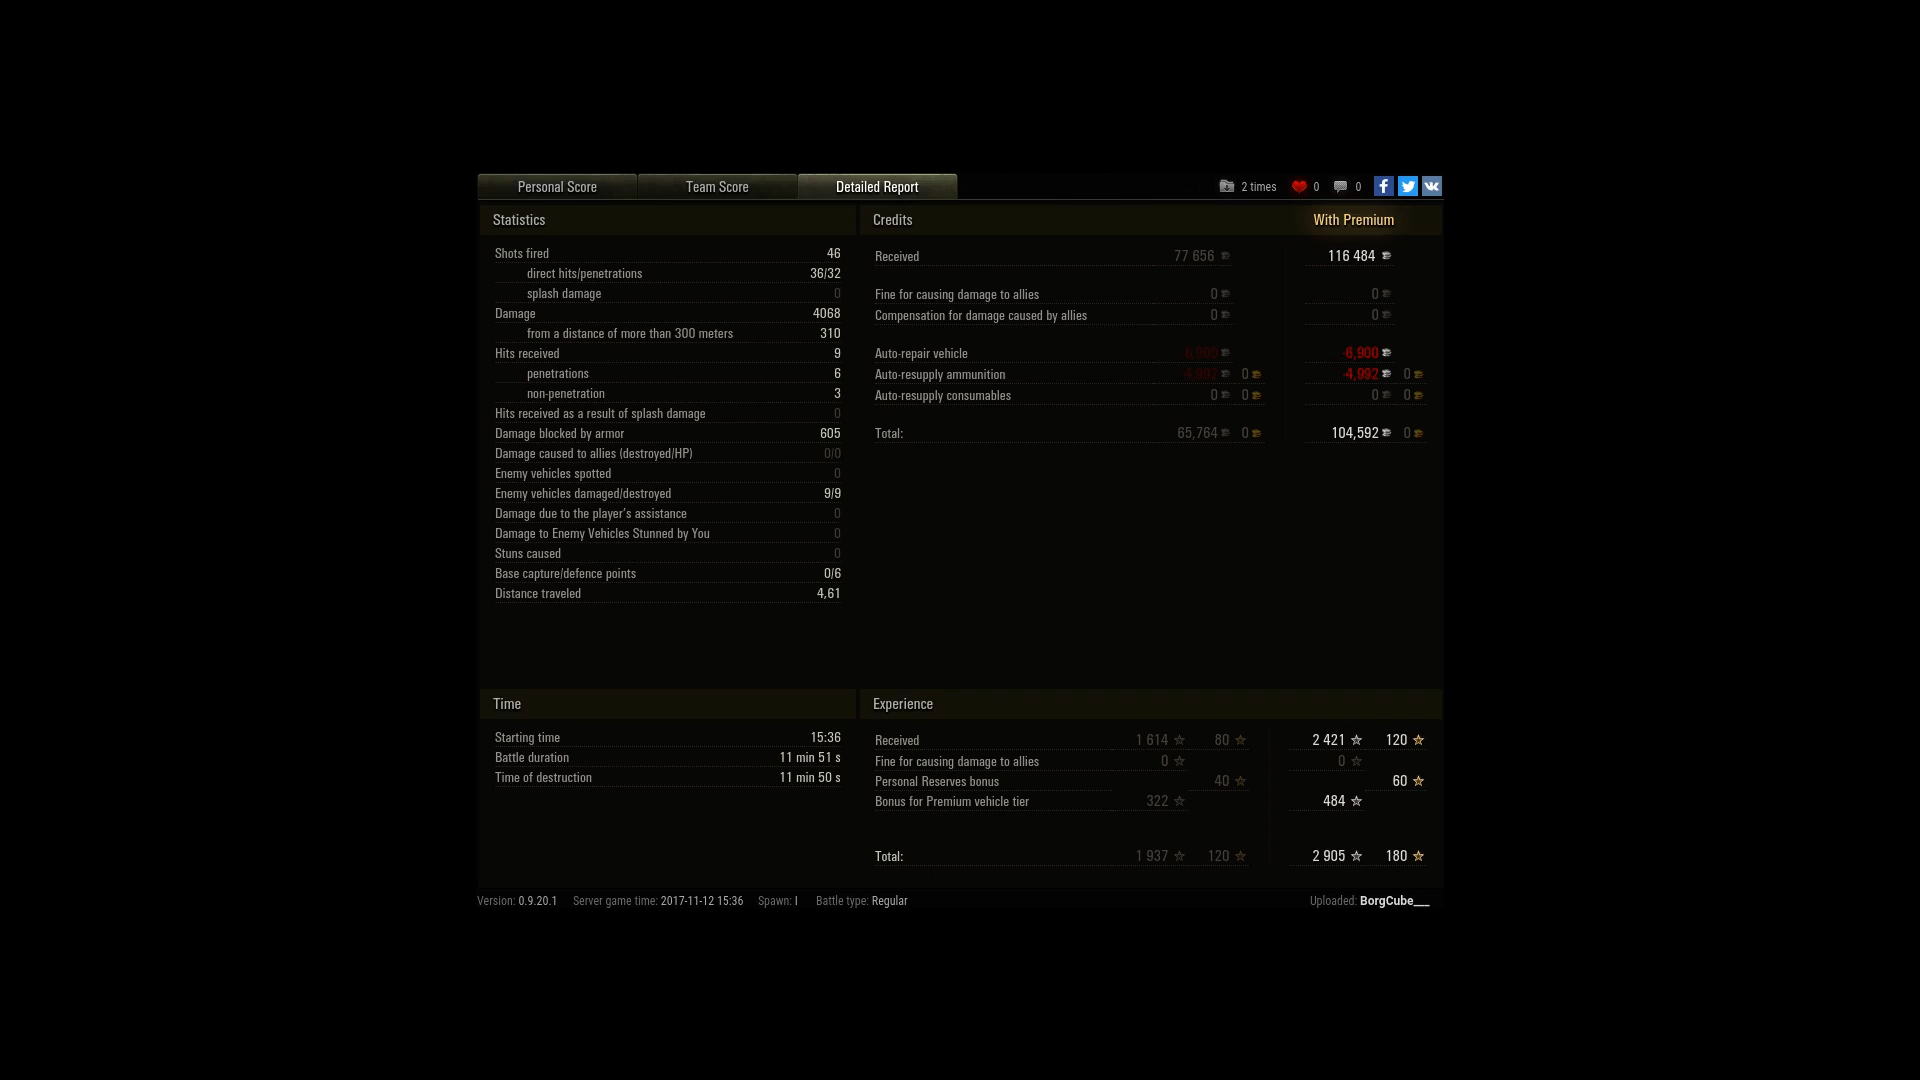 Personal Score Team Score Detailed Report 2 times 0 0
Statistics
Shots fired 46
direct hits/penetrations 36/32
splash damage 0
Damage 4068
from a distance of more than 300 meters 310
Hits received 9
penetrations 6
non-penetration 3
Hits received as a result of splash damage 0
Damage blocked by armor 605
Damage caused to allies (destroyed/HP) 0/0
Enemy vehicles spotted 0
Enemy vehicles damaged/destroyed 9/9
Damage due to the player's assistance 0
Damage to Enemy Vehicles Stunned by You 0
Stuns caused 0
Base capture/defence points 0/6
Distance traveled 4,61
Credits With Premium
Received 77 656 116 484
Fine for causing damage to allies 0 0
Compensation for damage caused by allies 0 0
Auto-repair vehicle -6,900 -6,900
Auto-resupply ammunition -4,992 0 -4,992 0
Auto-resupply consumables 0 0 0 0
Total: 65,764 0 104,592 0
Time
Starting time 15:36
Battle duration 11 min 51 s
Time of destruction 11 min 50 s
Experience
Received 1 614 80 2 421 120
Fine for causing damage to allies 0 0
Personal Reserves bonus 40 60
Bonus for Premium vehicle tier 322 484
Total: 1 937 120 2 905 180
Version: 0.9.20.1 Server game time: 2017-11-12 15:36 Spawn: I Battle type: Regular Uploaded: BorgCube___